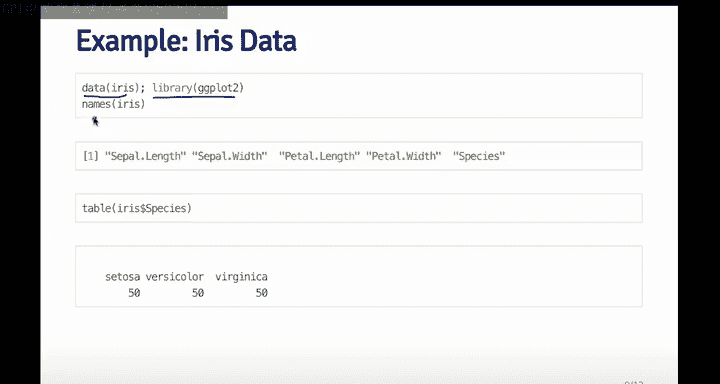 Example: Iris Data
data(iris); library(ggplot2)
names(iris)
[1] "Sepal.Length" "Sepal.Width"  "Petal.Length" "Petal.Width"  "Species"
table(iris$Species)
setosa versicolor  virginica
50         50         50